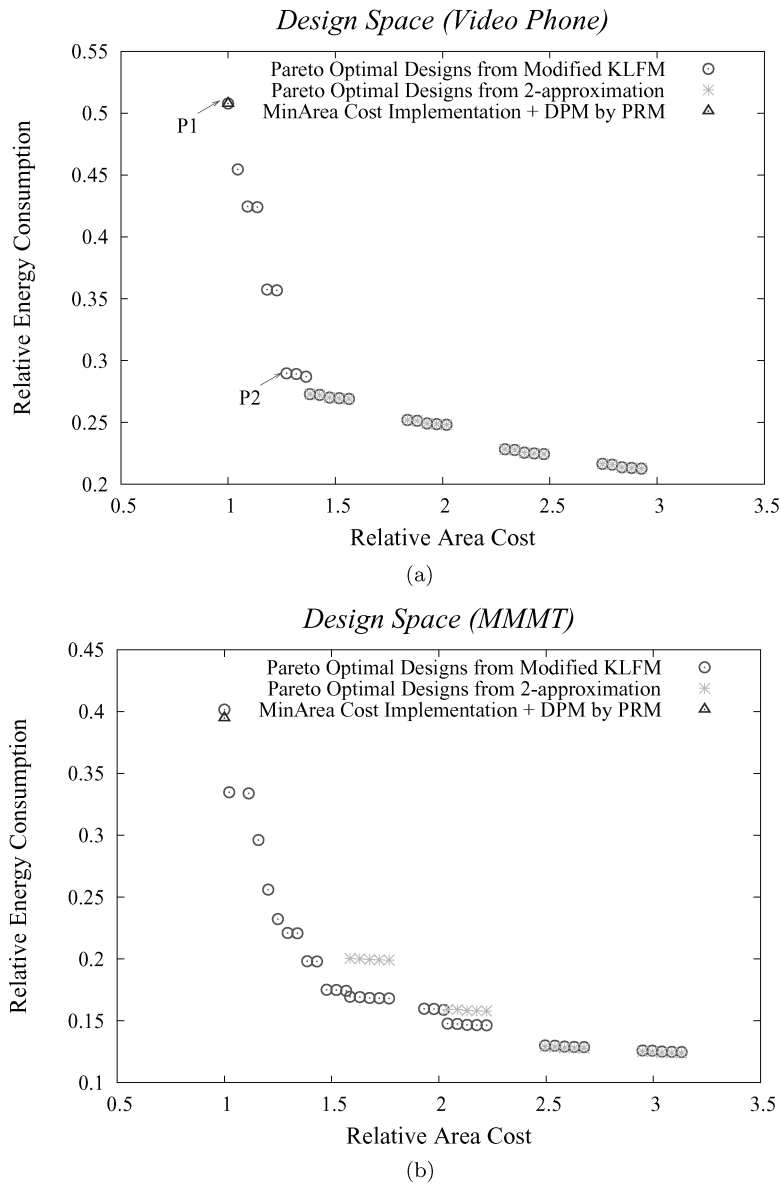 Design Space (Video Phone)
0.55
0.5
0.45
0.4
0.35
0.3
0.25
0.2
Relative Energy Consumption
Pareto Optimal Designs from Modified KLFM
Pareto Optimal Designs from 2-approximation
MinArea Cost Implementation + DPM by PRM
P1
P2
0.5 1 1.5 2 2.5 3 3.5
Relative Area Cost
(a)
Design Space (MMMT)
0.45
0.4
0.35
0.3
0.25
0.2
0.15
0.1
Relative Energy Consumption
Pareto Optimal Designs from Modified KLFM
Pareto Optimal Designs from 2-approximation
MinArea Cost Implementation + DPM by PRM
0.5 1 1.5 2 2.5 3 3.5
Relative Area Cost
(b)